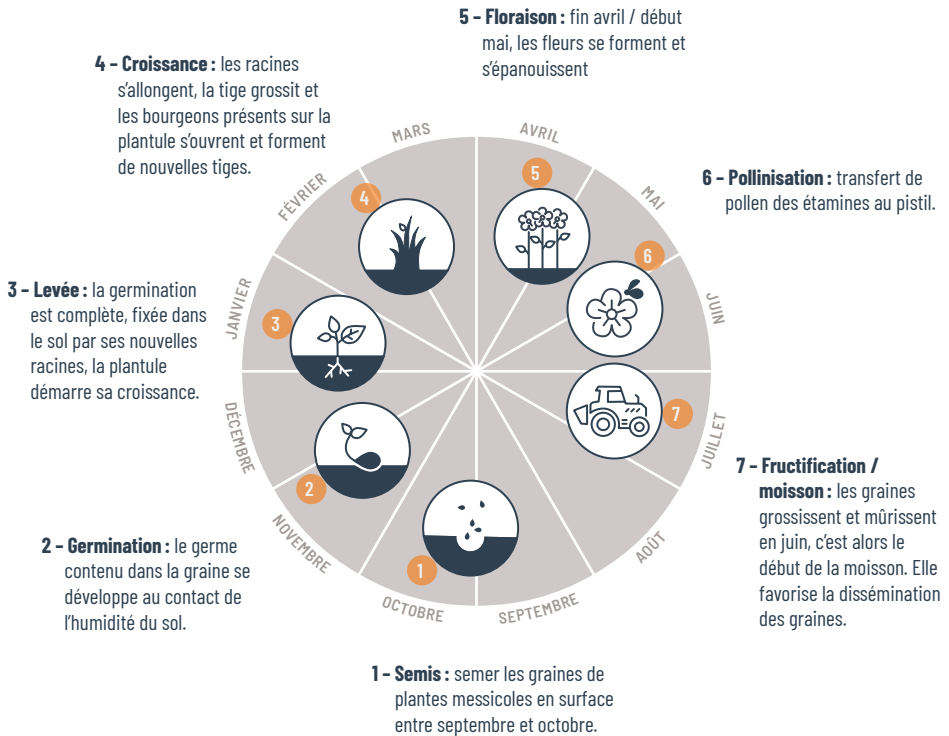 5 – Floraison : fin avril / début
mai, les fleurs se forment et
s'épanouissent
4 – Croissance : les racines
s'allongent, la tige grossit et
les bourgeons présents sur la
plantule s'ouvrent et forment
de nouvelles tiges.
6 – Pollinisation : transfert de
pollen des étamines au pistil.
3 – Levée : la germination
est complète, fixée dans
le sol par ses nouvelles
racines, la plantule
démarre sa croissance.
7 – Fructification /
moisson : les graines
grossissent et mûrissent
en juin, c'est alors le
début de la moisson. Elle
favorise la dissémination
des graines.
2 – Germination : le germe
contenu dans la graine se
développe au contact de
l'humidité du sol.
1 – Semis : semer les graines de
plantes messicoles en surface
entre septembre et octobre.
JANVIER
FÉVRIER
MARS
AVRIL
MAI
JUIN
JUILLET
AOÛT
SEPTEMBRE
OCTOBRE
NOVEMBRE
DÉCEMBRE
1
2
3
4
5
6
7